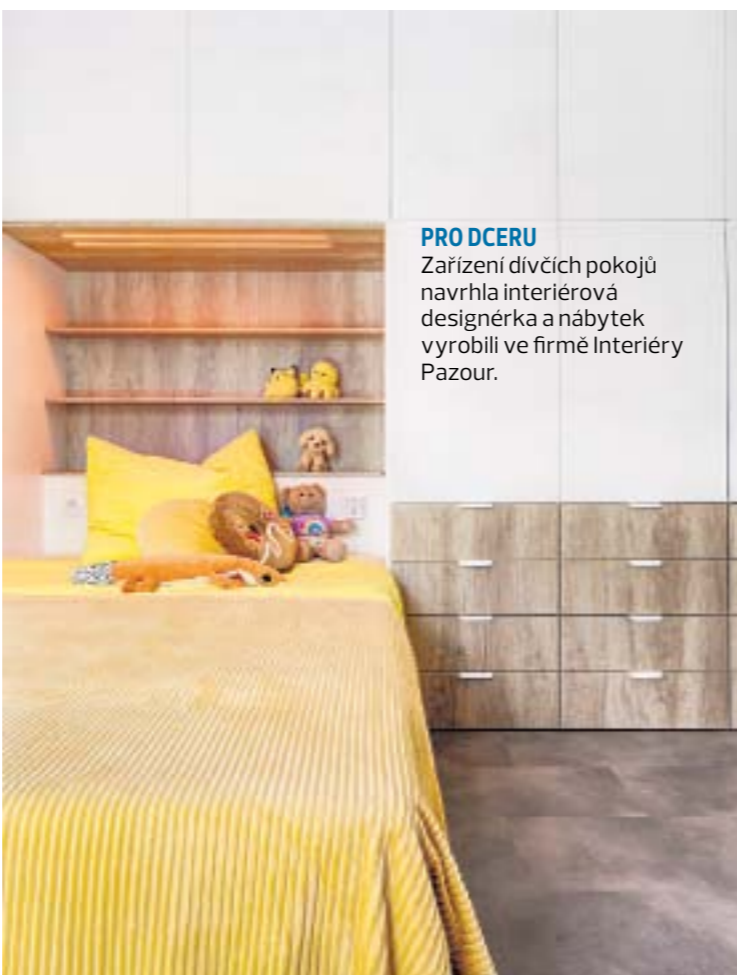 PRO DCERU
Zařízení dívčích pokojů
navrhla interiérová
designérka a nábytek
vyrobili ve firmě Interiéry
Pazour.